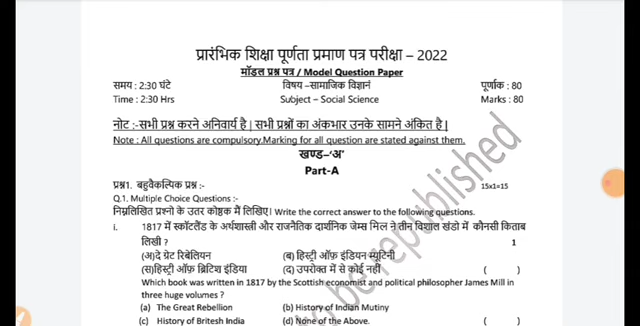 प्रारंभिक शिक्षा पूर्णता प्रमाण पत्र परीक्षा – 2022
मॉडल प्रश्न पत्र / Model Question Paper
समय : 2:30 घंटे विषय –सामाजिक विज्ञानं पूर्णांक : 80
Time : 2:30 Hrs Subject – Social Science Marks : 80
नोट :-सभी प्रश्न करने अनिवार्य है | सभी प्रश्नों का अंकभार उनके सामने अंकित है |
Note : All questions are compulsory.Marking for all question are stated against them.
खण्ड–‘अ’
Part-A
प्रश्न1. बहुवैकल्पिक प्रश्न :- 15x1=15
Q.1. Multiple Choice Questions :-
निम्नलिखित प्रश्नो के उतर कोष्ठक मैं लिखिए! Write the correct answer to the following questions.
i. 1817 में स्कॉटलैंड के अर्थशास्त्री और राजनैतिक दार्शनिक जेम्स मिल ने तीन विशाल खंडो में कौनसी किताब
लिखी ? 1
(अ)दे ग्रेट रिबेलियन (ब) हिस्ट्री ऑफ़ इंडियन म्यूटिनी
(स)हिस्ट्री ऑफ़ ब्रिटिश इंडिया (द) उपरोक्त में से कोई नहीं ( )
Which book was written in 1817 by the Scottish economist and political philosopher James Mill in
three huge volumes ?
(a) The Great Rebellion (b) History of Indian Mutiny
(c) History of Britesh India (d) None of the Above. ( )
to be republished